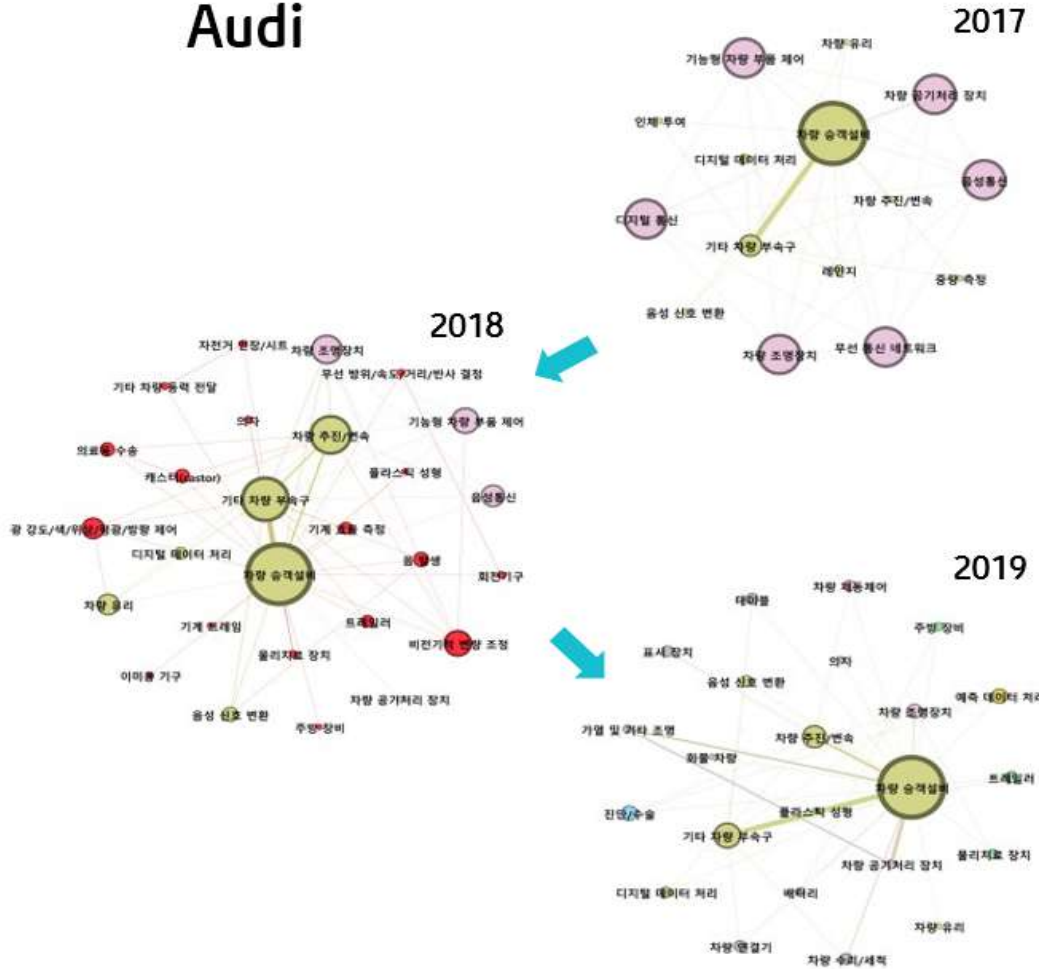 Audi
2017
차량 유리
기능형 차량 부품 제어
차량 공기처리 장치
인체 투여
차량 승객설비
디지털 데이터 처리
음성통신
차량 추진/변속
디지털 통신
기타 차량 부속구
레인지
중량 측정
음성 신호 변환
차량 조명장치
무선 통신 네트워크
2018
자전거 연장/시트
차량 조명장치
무선 방위/속도/거리/반사 결정
기타 차량 동력 전달
의자
기능형 차량 부품 제어
차량 추진/변속
의료용 수송
캐스터(castor)
플라스틱 성형
기타 차량 부속구
음성통신
광 강도/색/위상/편광/방향 제어
기계 효율 측정
디지털 데이터 처리
차량 승객설비
회전기구
차량 유리
기계 프레임
트레일러
비전기적 변량 조정
물리치료 장치
이미용 기구
차량 공기처리 장치
음성 신호 변환
주방 장비
2019
테이블
주방 장비
표시 장치
의자
음성 신호 변환
예측 데이터 처리
차량 조명장치
가열 및 기타 조명
차량 추진/변속
화물 차량
트레일러
차량 승객설비
진단/수술
플라스틱 성형
기타 차량 부속구
물리치료 장치
차량 공기처리 장치
디지털 데이터 처리
배터리
차량 유리
차량 연결기
차량 수리/세척